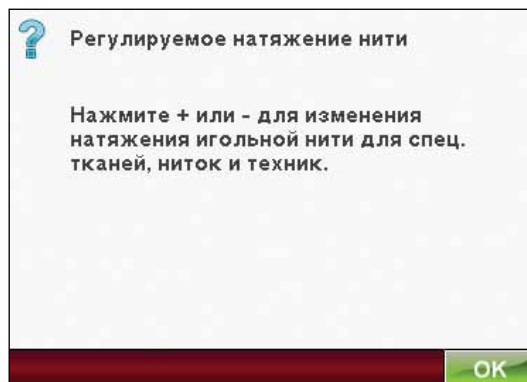 Регулируемое натяжение нити
Нажмите + или - для изменения
натяжения игольной нити для спец.
тканей, ниток и техник.
OK